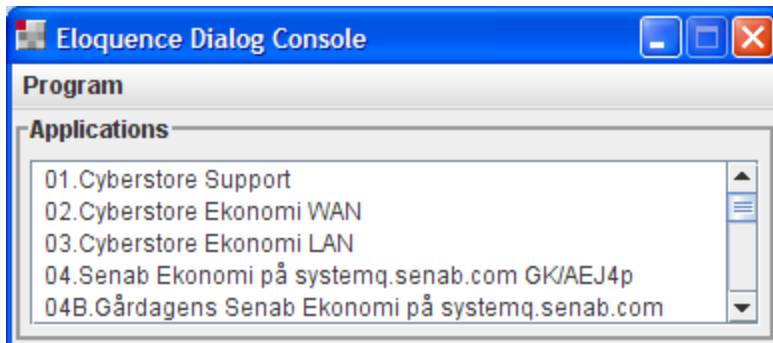 Eloquence Dialog Console
Program
Applications
01.Cyberstore Support
02.Cyberstore Ekonomi WAN
03.Cyberstore Ekonomi LAN
04.Senab Ekonomi på systemq.senab.com GK/AEJ4p
04B.Gårdagens Senab Ekonomi på systemq.senab.com